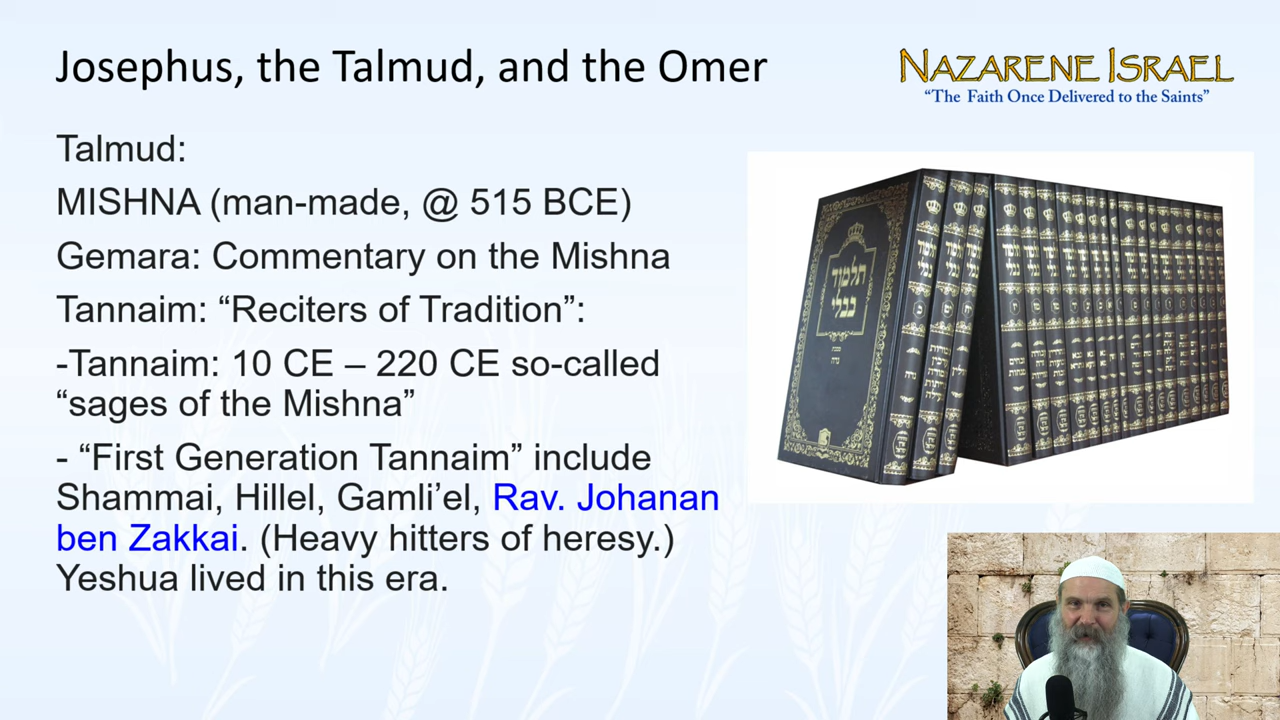 Josephus, the Talmud, and the Omer
NAZARENE ISRAEL
“The Faith Once Delivered to the Saints”
Talmud:
MISHNA (man-made, @ 515 BCE)
Gemara: Commentary on the Mishna
Tannaim: “Reciters of Tradition”:
-Tannaim: 10 CE – 220 CE so-called
“sages of the Mishna”
- “First Generation Tannaim” include
Shammai, Hillel, Gamli’el, Rav. Johanan
ben Zakkai. (Heavy hitters of heresy.)
Yeshua lived in this era.
תלמוד
בבלי